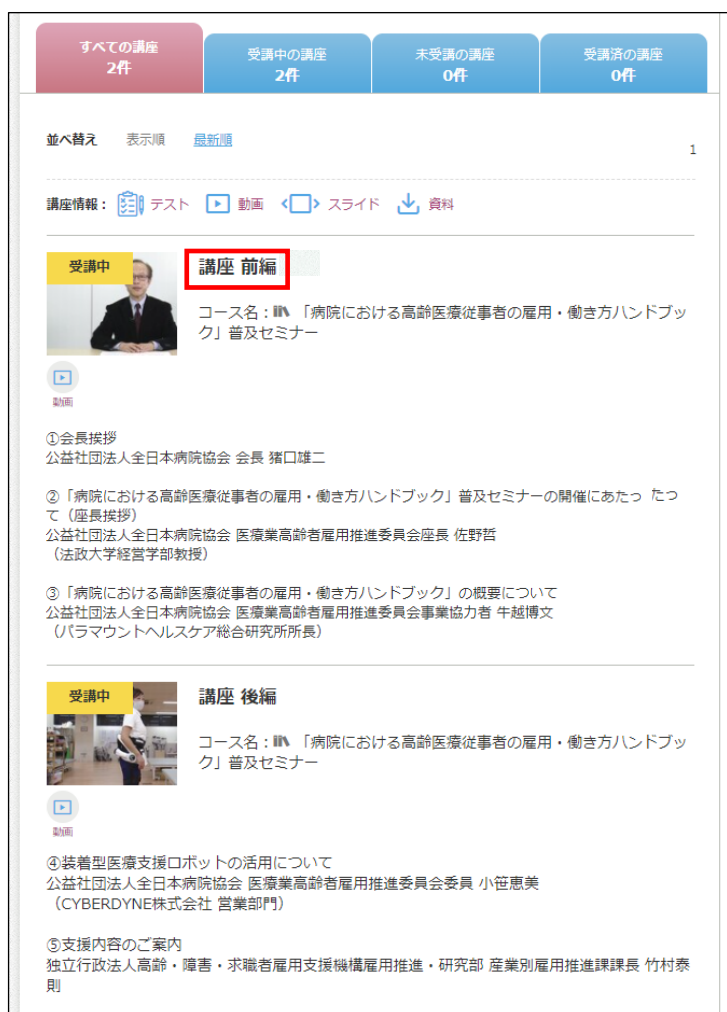 すべての講座
2件
受講中の講座
2件
未受講の講座
0件
受講済の講座
0件
並べ替え 表示順 最新順
1
講座情報： テスト 動画 スライド 資料
受講中
講座 前編
コース名： 「病院における高齢医療従事者の雇用・働き方ハンドブッ
ク」普及セミナー
動画
①会長挨拶
公益社団法人全日本病院協会 会長 猪口雄二
②「病院における高齢医療従事者の雇用・働き方ハンドブック」普及セミナーの開催にあたっ たつ
て（座長挨拶）
公益社団法人全日本病院協会 医療業高齢者雇用推進委員会座長 佐野哲
（法政大学経営学部教授）
③「病院における高齢医療従事者の雇用・働き方ハンドブック」の概要について
公益社団法人全日本病院協会 医療業高齢者雇用推進委員会事業協力者 牛越博文
（パラマウントヘルスケア総合研究所所長）
受講中
講座 後編
コース名： 「病院における高齢医療従事者の雇用・働き方ハンドブッ
ク」普及セミナー
動画
④装着型医療支援ロボットの活用について
公益社団法人全日本病院協会 医療業高齢者雇用推進委員会委員 小笹恵美
（CYBERDYNE株式会社 営業部門）
⑤支援内容のご案内
独立行政法人高齢・障害・求職者雇用支援機構雇用推進・研究部 産業別雇用推進課課長 竹村泰
則